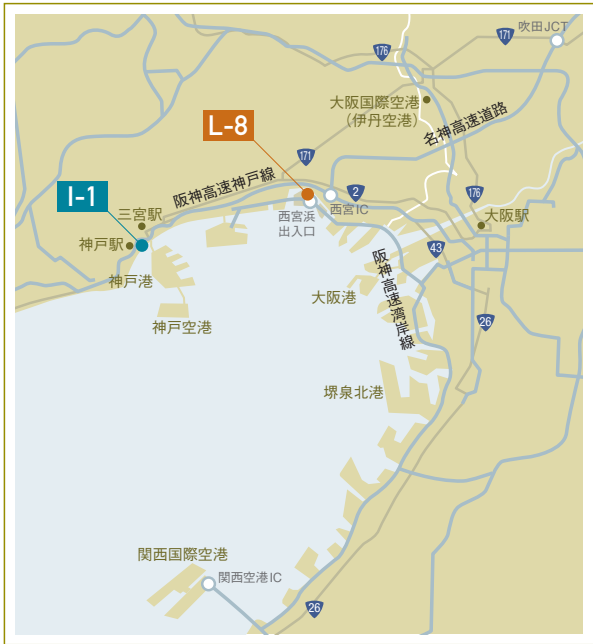 吹田JCT
171
176
大阪国際空港
（伊丹空港）
名神高速道路
L-8
171
阪神高速神戸線
2
176
I-1
西宮浜
出入口
西宮IC
三宮駅
大阪駅
神戸駅
43
神戸港
阪神高速湾岸線
大阪港
神戸空港
26
堺泉北港
関西国際空港
関西空港IC
26